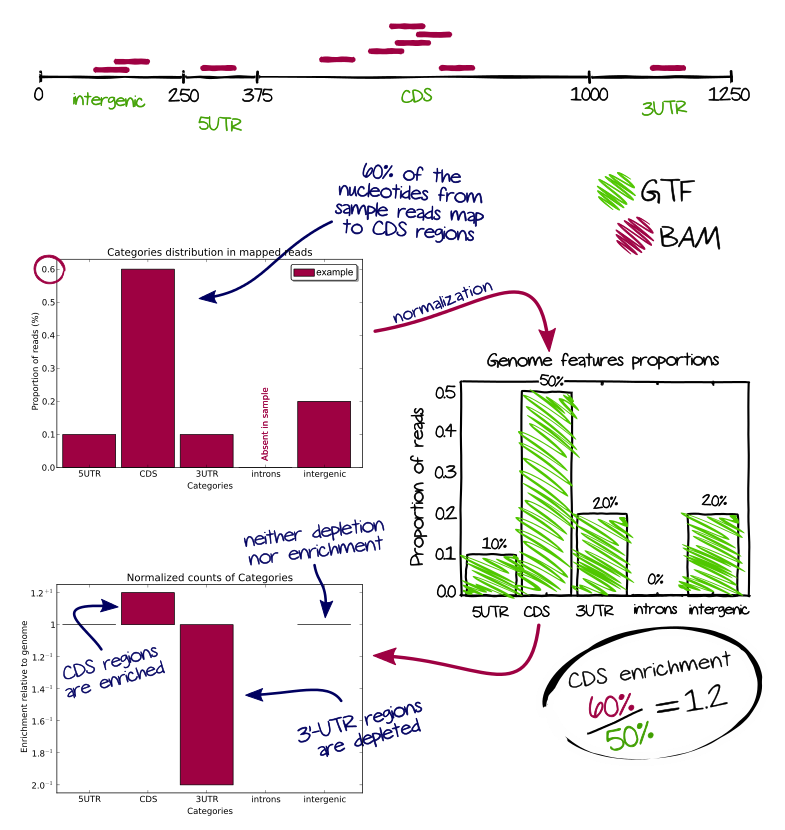 0
intergenic
250
5UTR
375
CDS
1000
3UTR
1250
60% of the
nucleotides from
sample reads map
to CDS regions
GTF
BAM
Categories distribution in mapped reads
example
Proportion of reads (%)
0.6
0.5
0.4
0.3
0.2
0.1
0.0
Absent in sample
5UTR
CDS
3UTR
introns
intergenic
Categories
normalization
Genome features proportions
Proportion of reads
0.5
0.4
0.3
0.2
0.1
0.0
10%
50%
20%
0%
20%
5UTR
CDS
3UTR
introns
intergenic
neither depletion
nor enrichment
Normalized counts of Categories
Enrichment relative to genome
1.2⁺¹
1
1.2⁻¹
1.4⁻¹
1.6⁻¹
1.8⁻¹
2.0⁻¹
CDS regions
are enriched
3'-UTR regions
are depleted
5UTR
CDS
3UTR
introns
intergenic
Categories
CDS enrichment
60%
50%
= 1.2